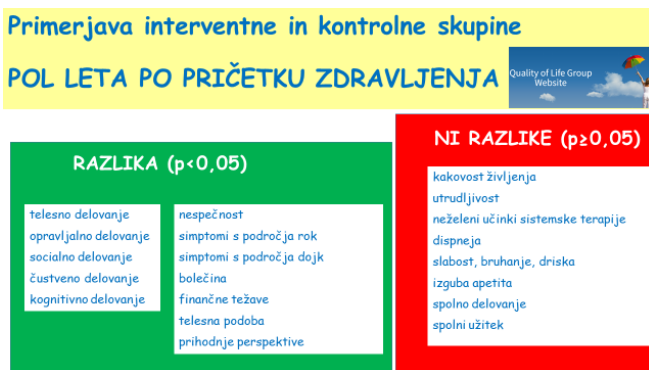 Primerjava interventne in kontrolne skupine
POL LETA PO PRIČETKU ZDRAVLJENJA
Quality of Life Group
Website
RAZLIKA (p<0,05)
telesno delovanje
opravljalno delovanje
socialno delovanje
čustveno delovanje
kognitivno delovanje
nespečnost
simptomi s področja rok
simptomi s področja dojk
bolečina
finančne težave
telesna podoba
prihodnje perspektive
NI RAZLIKE (p≥0,05)
kakovost življenja
utrudljivost
neželeni učinki sistemske terapije
dispneja
slabost, bruhanje, driska
izguba apetita
spolno delovanje
spolni užitek